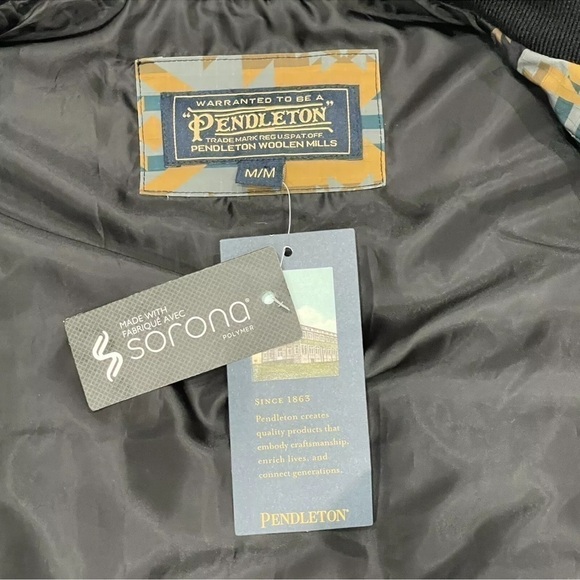 WARRANTED TO BE A
"PENDLETON"
TRADE MARK REG U.S. PAT. OFF.
PENDLETON WOOLEN MILLS
M/M
MADE WITH
FABRIQUÉ AVEC
sorona®
POLYMER
SINCE 1863
Pendleton creates
quality products that
embody craftsmanship,
enrich lives, and
connect generations.
PENDLETON®